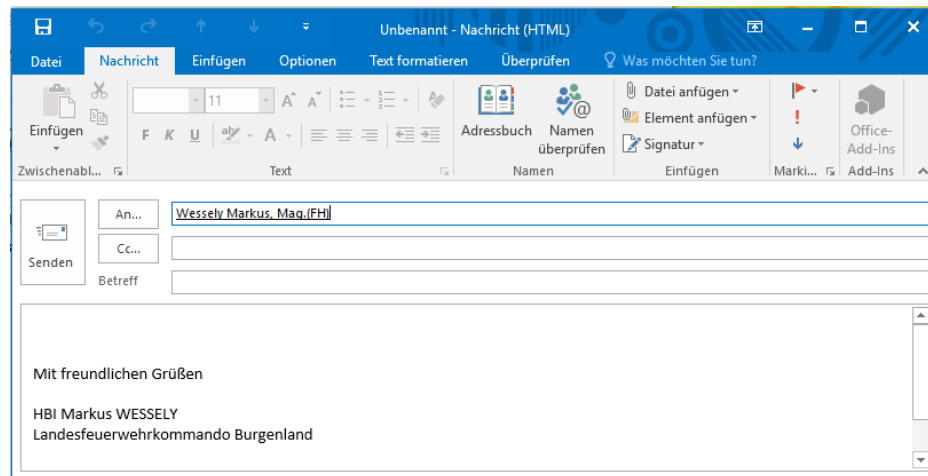 Unbenannt - Nachricht (HTML)
Datei Nachricht Einfügen Optionen Text formatieren Überprüfen Was möchten Sie tun?
Einfügen
11
F K U
Adressbuch
Namen überprüfen
Datei anfügen
Element anfügen
Signatur
Office-Add-Ins
Zwischenabl... Text Namen Einfügen Marki... Add-Ins
Senden
An... Wessely Markus, Mag.(FH)
Cc...
Betreff
Mit freundlichen Grüßen
HBI Markus WESSELY
Landesfeuerwehrkommando Burgenland